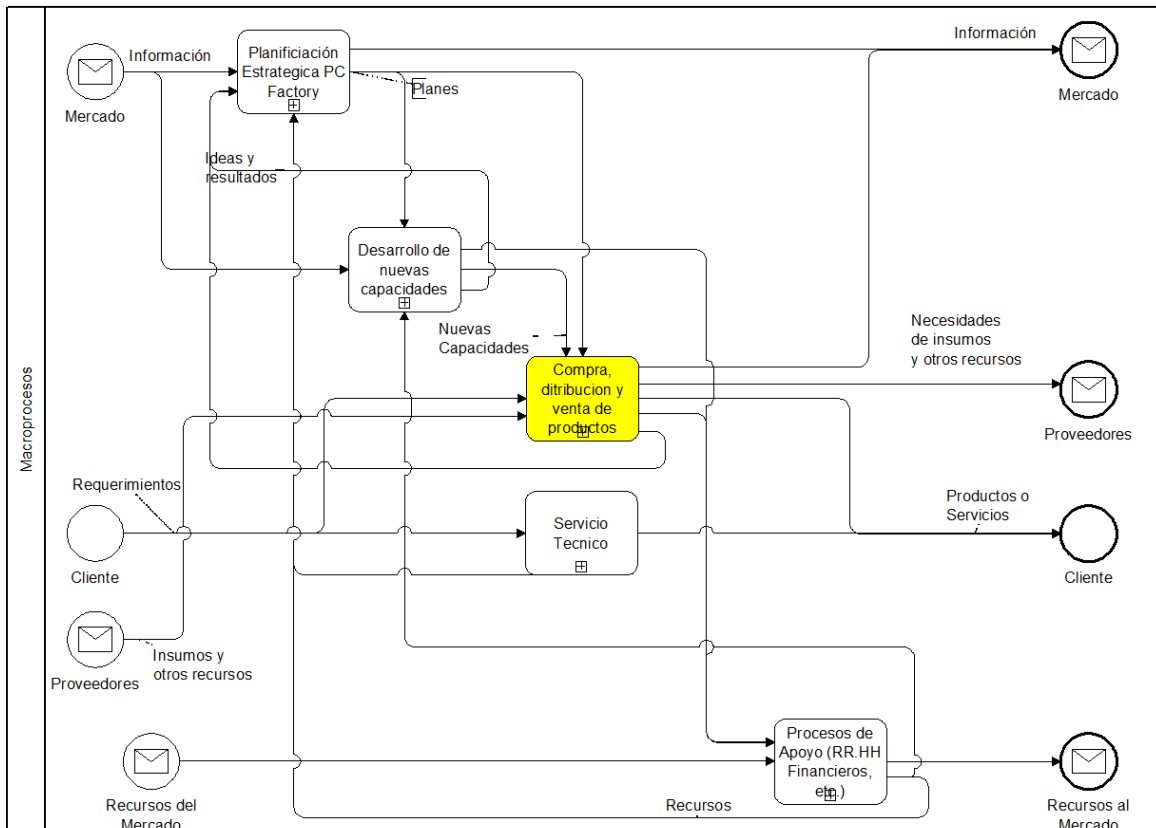 Macroprocesos
Información
Mercado
Planificiación
Estrategica PC
Factory
Planes
Información
Mercado
Ideas y
resultados
Desarrollo de
nuevas
capacidades
Nuevas
Capacidades
Necesidades
de insumos
y otros recursos
Compra,
ditribucion y
venta de
productos
Proveedores
Requerimientos
Cliente
Servicio
Tecnico
Productos o
Servicios
Cliente
Insumos y
otros recursos
Proveedores
Recursos del
Mercado
Procesos de
Apoyo (RR.HH
Financieros,
etc.)
Recursos
Recursos al
Mercado